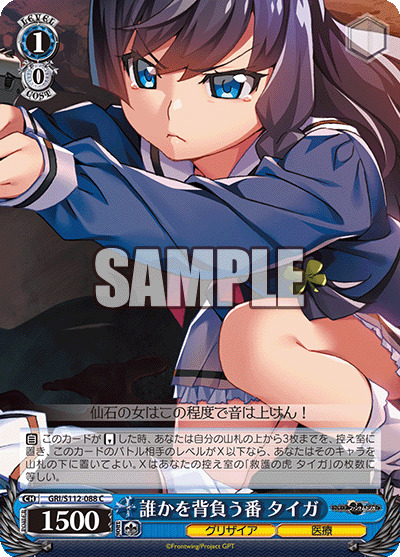 LEVEL
1
0
COST
SAMPLE
仙石の女はこの程度で音は上げん！
このカードが した時、あなたは自分の山札の上から3枚までを、控え室に
置き、このカードのバトル相手のレベルがX以下なら、あなたはそのキャラを
山札の下に置いてよい。Xはあなたの控え室の「救護の虎 タイガ」の枚数に
等しい。
CH GRI/S112-088 C
誰かを背負う番 タイガ
POWER
1500
グリザイア 医療
©Frontwing/Project GPT